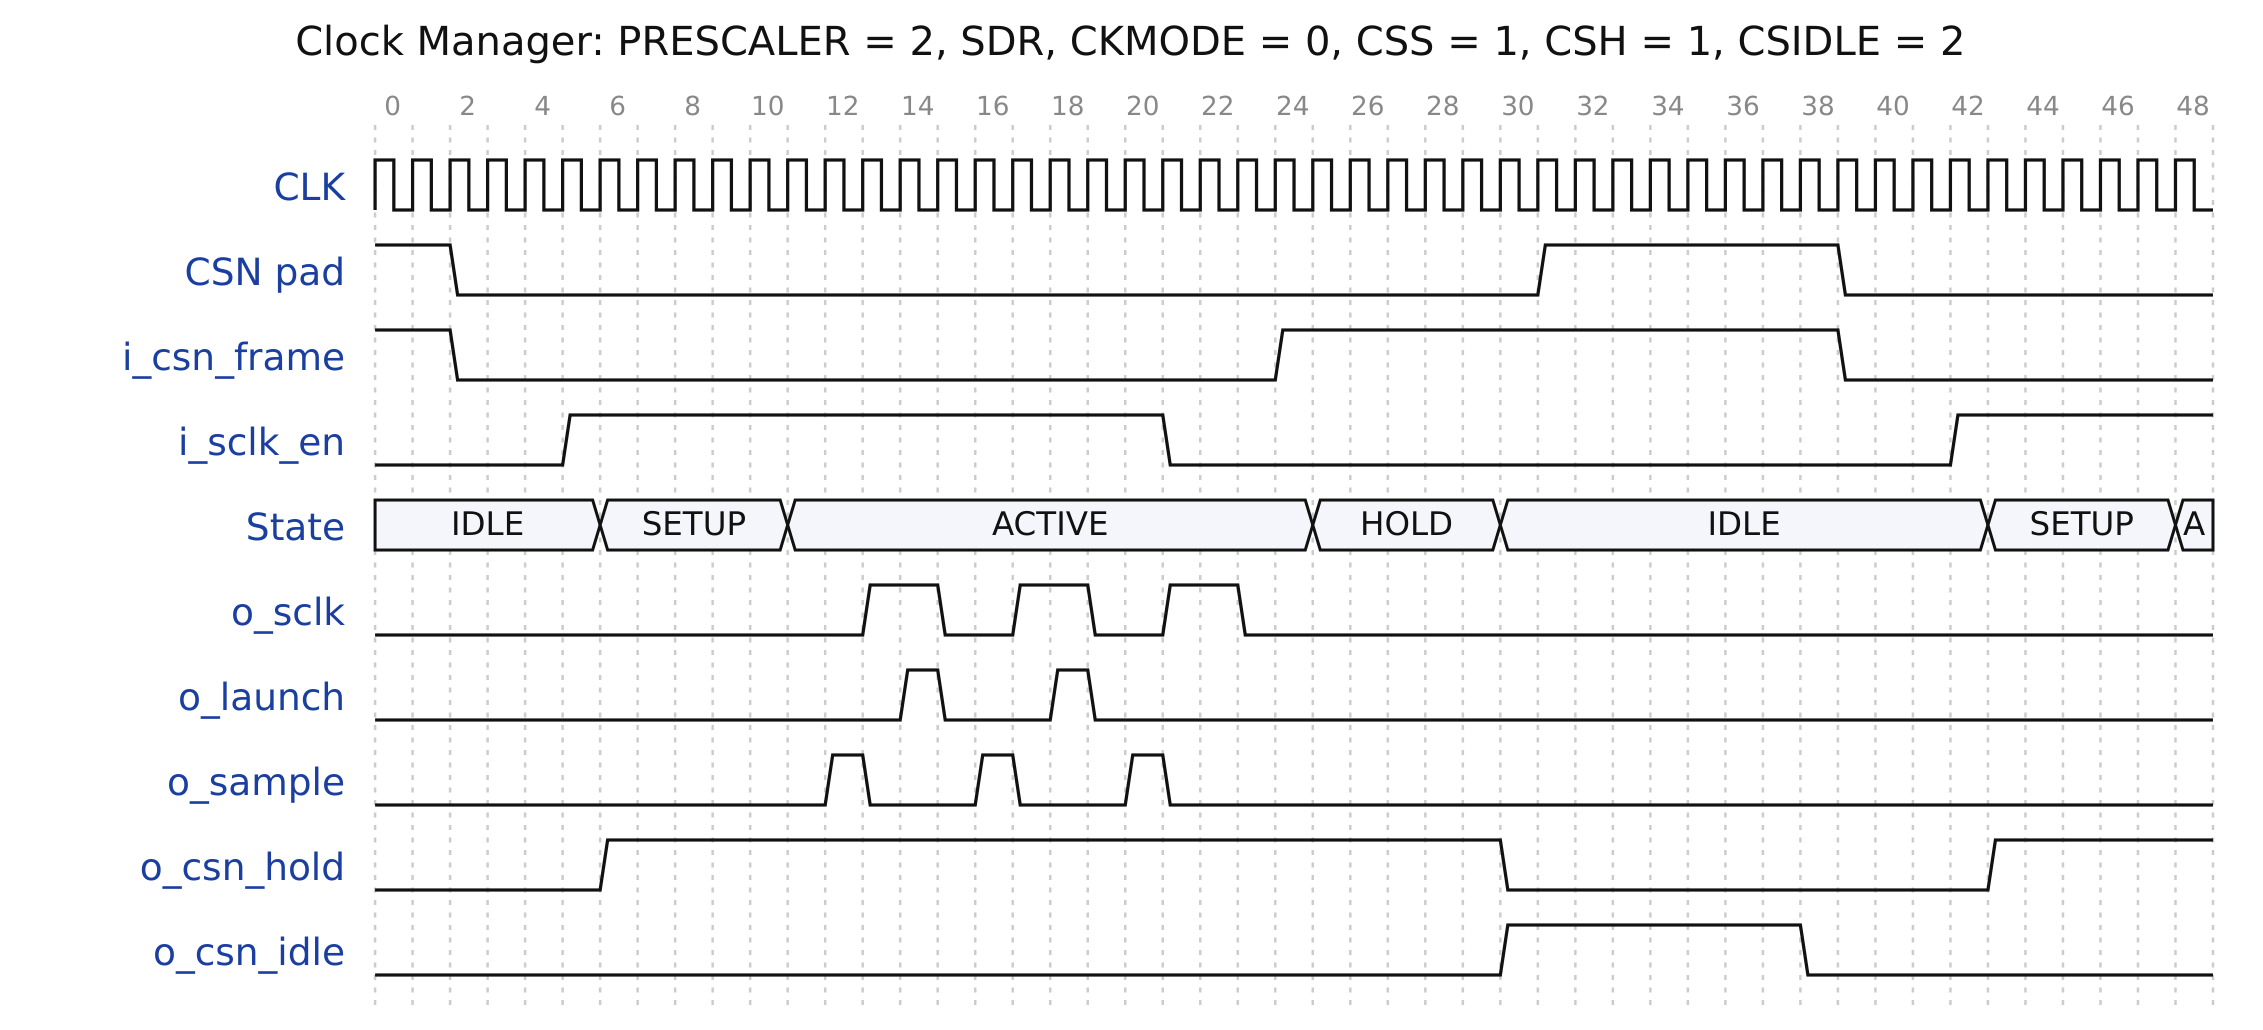 Clock Manager: PRESCALER = 2, SDR, CKMODE = 0, CSS = 1, CSH = 1, CSIDLE = 2
0 2 4 6 8 10 12 14 16 18 20 22 24 26 28 30 32 34 36 38 40 42 44 46 48
CLK
CSN pad
i_csn_frame
i_sclk_en
State IDLE SETUP ACTIVE HOLD IDLE SETUP A
o_sclk
o_launch
o_sample
o_csn_hold
o_csn_idle